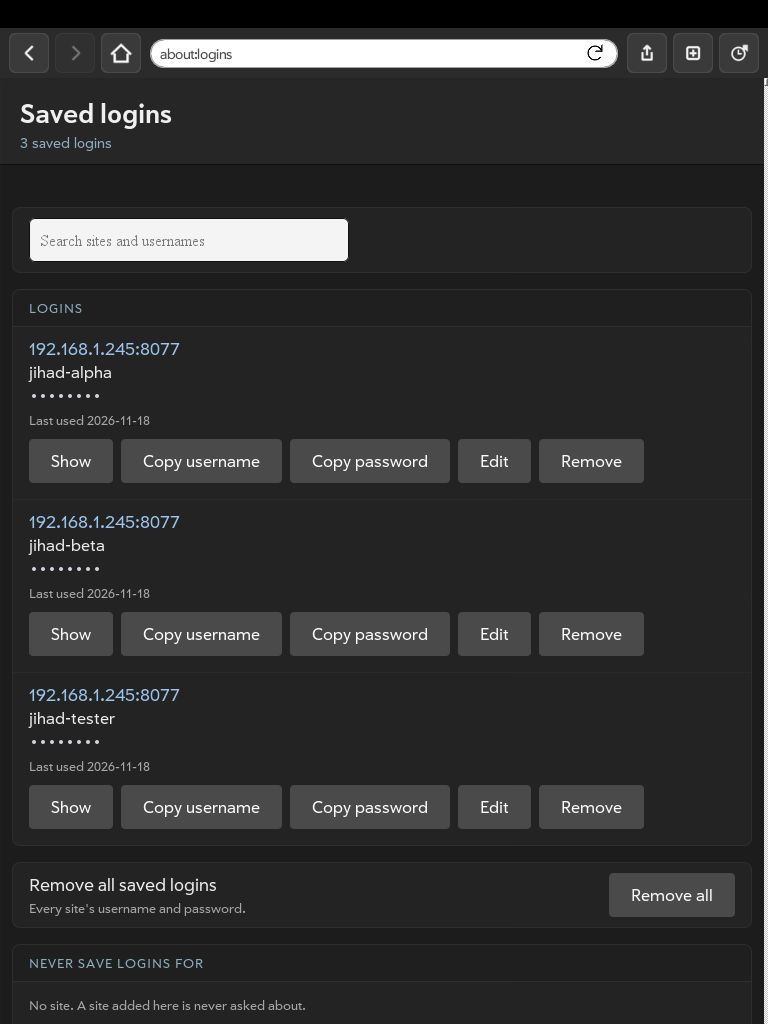 about:logins
Saved logins
3 saved logins
Search sites and usernames
LOGINS
192.168.1.245:8077
jihad-alpha
••••••••
Last used 2026-11-18
Show Copy username Copy password Edit Remove
192.168.1.245:8077
jihad-beta
••••••••
Last used 2026-11-18
Show Copy username Copy password Edit Remove
192.168.1.245:8077
jihad-tester
••••••••
Last used 2026-11-18
Show Copy username Copy password Edit Remove
Remove all saved logins
Every site's username and password.
Remove all
NEVER SAVE LOGINS FOR
No site. A site added here is never asked about.